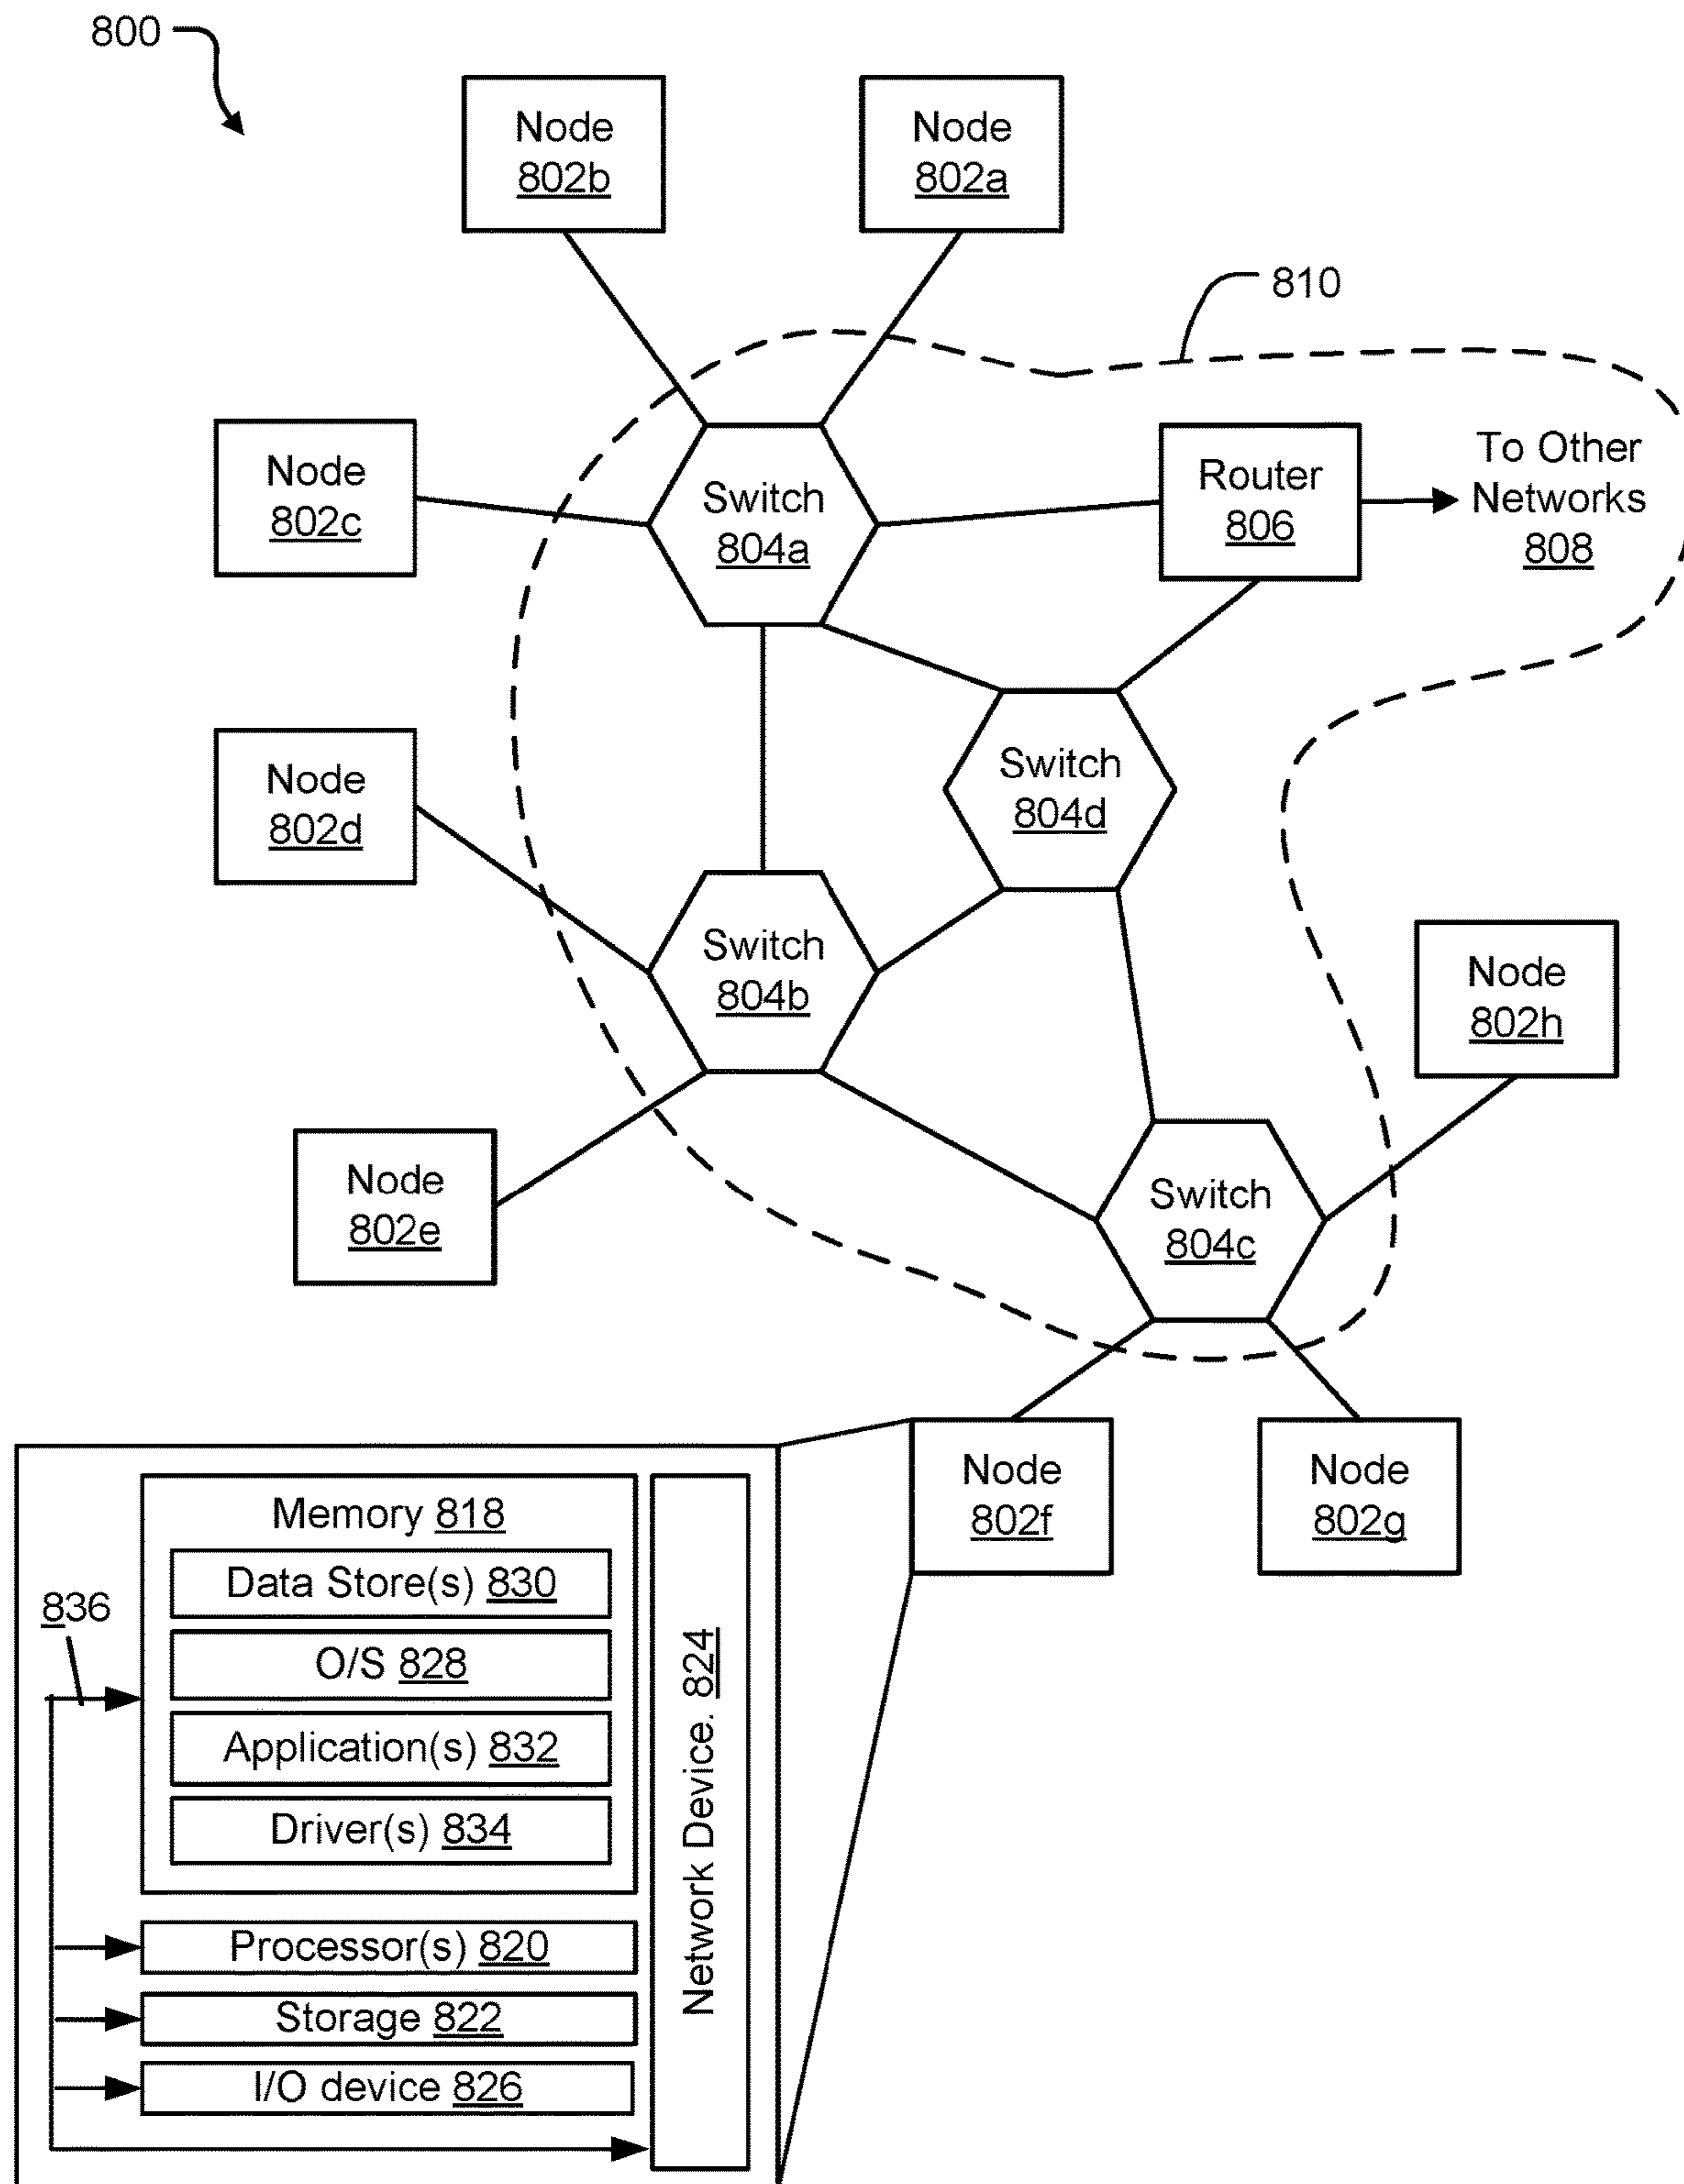 800
Node
802b
Node
802a
810
Node
802c
Switch
804a
Router
806
To Other
Networks
808
Node
802d
Switch
804d
Switch
804b
Node
802h
Node
802e
Switch
804c
Node
802f
Node
802g
Memory 818
Data Store(s) 830
836
O/S 828
Application(s) 832
Driver(s) 834
Network Device. 824
Processor(s) 820
Storage 822
I/O device 826